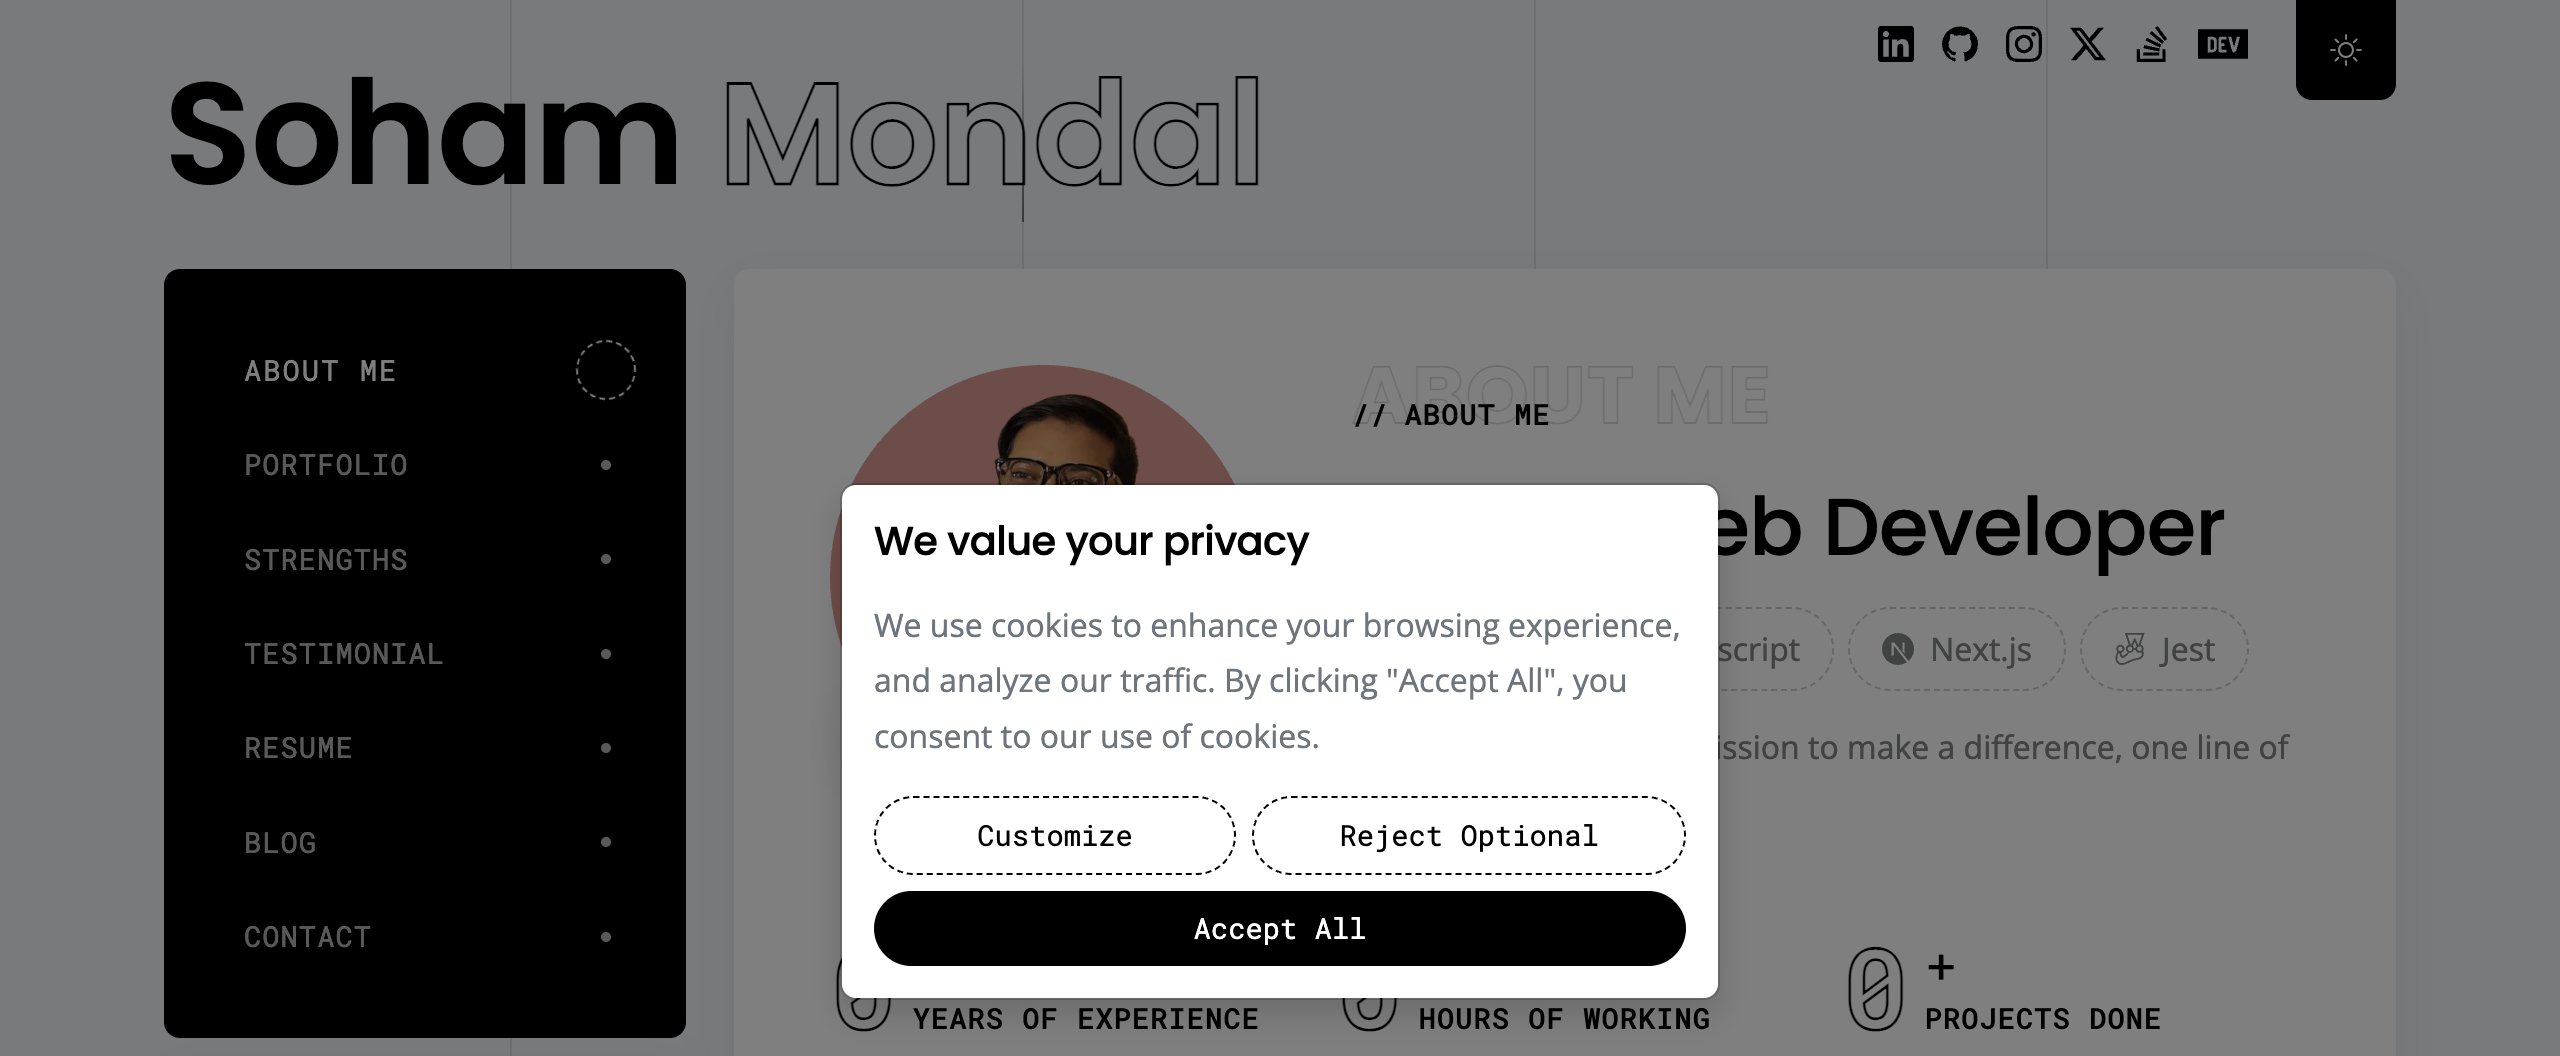 Soham Mondal
DEV
ABOUT ME
PORTFOLIO
STRENGTHS
TESTIMONIAL
RESUME
BLOG
CONTACT
ABOUT ME
// ABOUT ME
Developer
Next.js
Jest
to make a difference, one line of
We value your privacy
We use cookies to enhance your browsing experience,
and analyze our traffic. By clicking "Accept All", you
consent to our use of cookies.
Customize
Reject Optional
Accept All
0
YEARS OF EXPERIENCE
0
HOURS OF WORKING
0 +
PROJECTS DONE